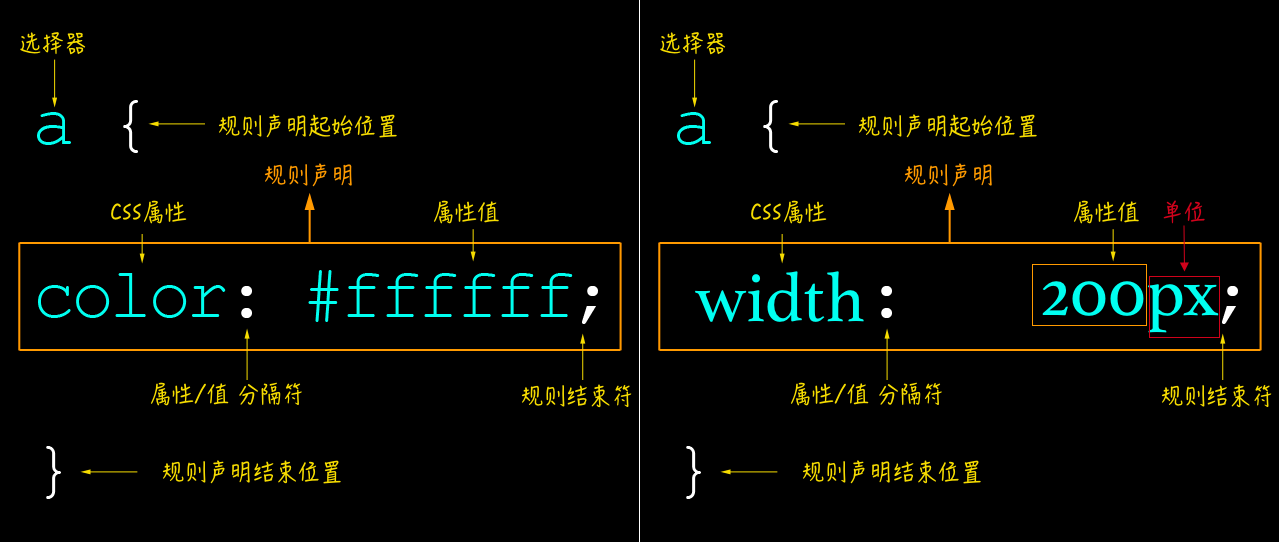 选择器
a {
规则声明起始位置
规则声明
CSS属性 属性值
color: #ffffff;
属性/值 分隔符 规则结束符
} 规则声明结束位置
选择器
a {
规则声明起始位置
规则声明
CSS属性 属性值 单位
width: 200px;
属性/值 分隔符 规则结束符
} 规则声明结束位置